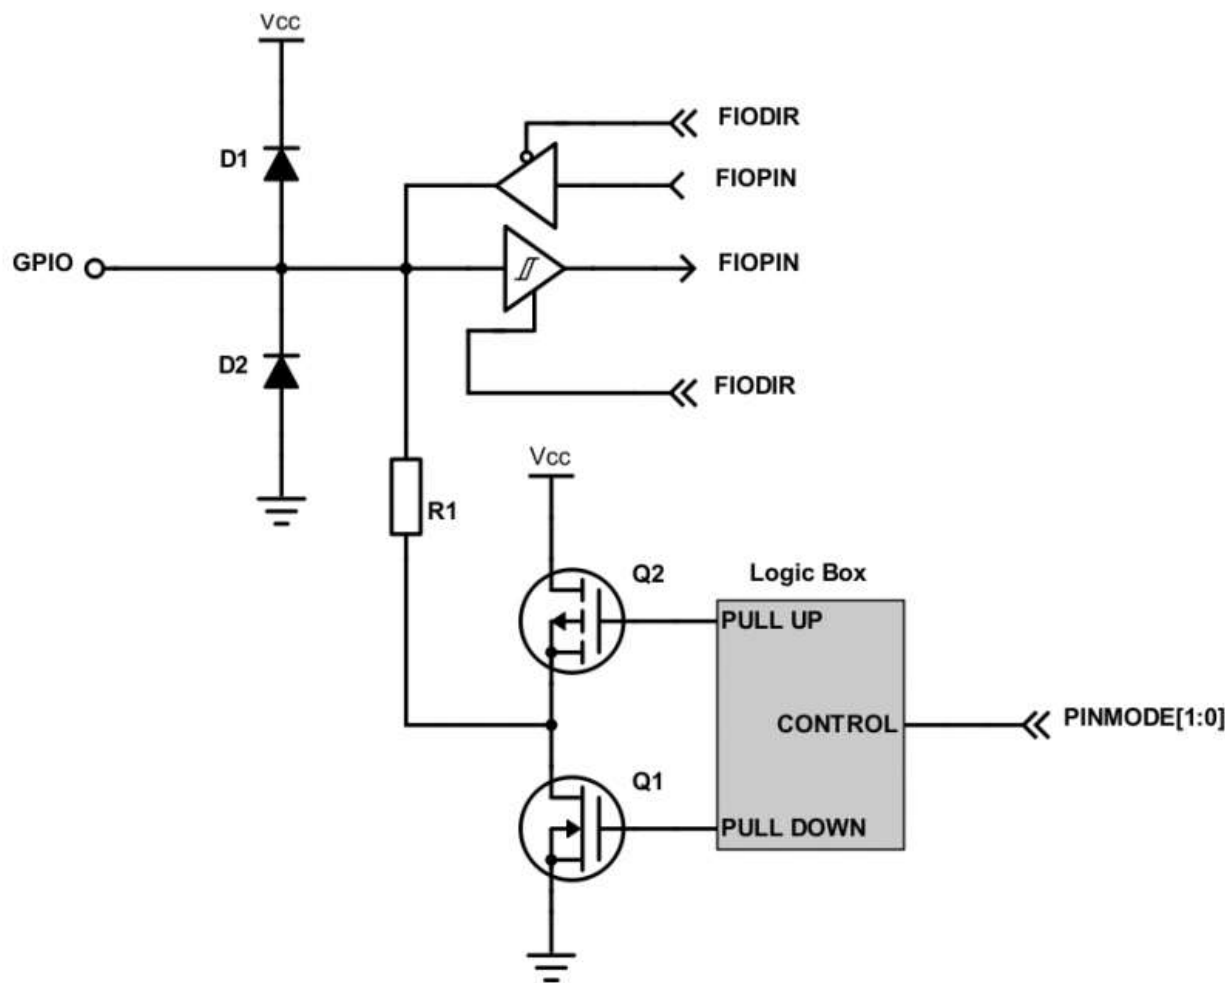 Vcc
D1
FIODIR
FIOPIN
GPIO
FIOPIN
D2
FIODIR
Vcc
R1
Q2
Logic Box
PULL UP
CONTROL
PINMODE[1:0]
Q1
PULL DOWN